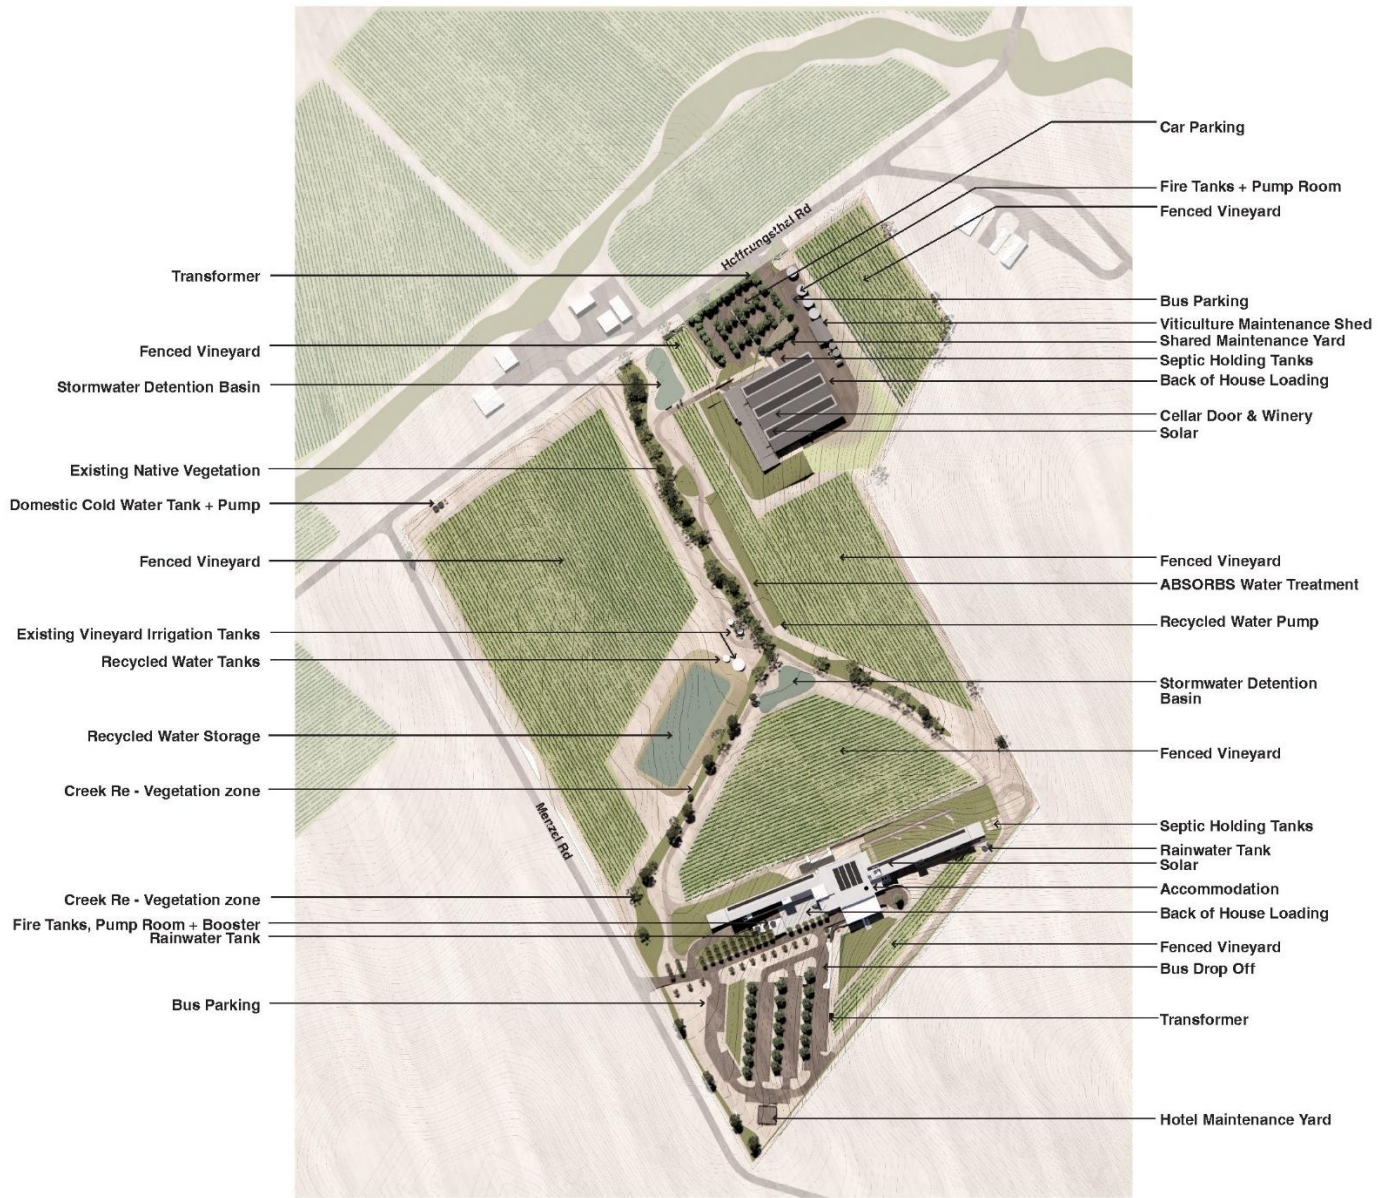 Car Parking
Fire Tanks + Pump Room
Fenced Vineyard
Hoffnungsthal Rd
Transformer
Bus Parking
Viticulture Maintenance Shed
Shared Maintenance Yard
Fenced Vineyard
Septic Holding Tanks
Stormwater Detention Basin
Back of House Loading
Cellar Door & Winery
Solar
Existing Native Vegetation
Domestic Cold Water Tank + Pump
Fenced Vineyard
Fenced Vineyard
ABSORBS Water Treatment
Existing Vineyard Irrigation Tanks
Recycled Water Pump
Recycled Water Tanks
Stormwater Detention
Basin
Recycled Water Storage
Fenced Vineyard
Creek Re - Vegetation zone
Menzel Rd
Septic Holding Tanks
Rainwater Tank
Solar
Accommodation
Creek Re - Vegetation zone
Back of House Loading
Fire Tanks, Pump Room + Booster
Rainwater Tank
Fenced Vineyard
Bus Drop Off
Bus Parking
Transformer
Hotel Maintenance Yard